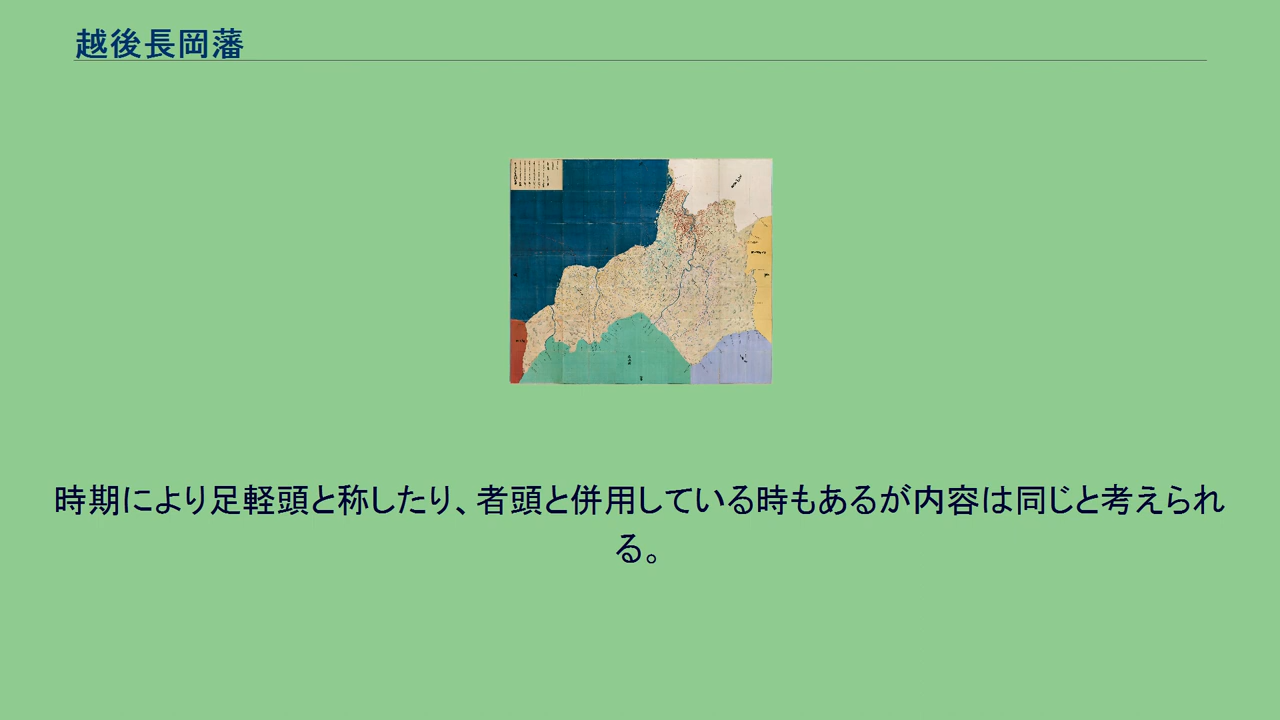 越後長岡藩
時期により足軽頭と称したり、者頭と併用している時もあるが内容は同じと考えられ
る。